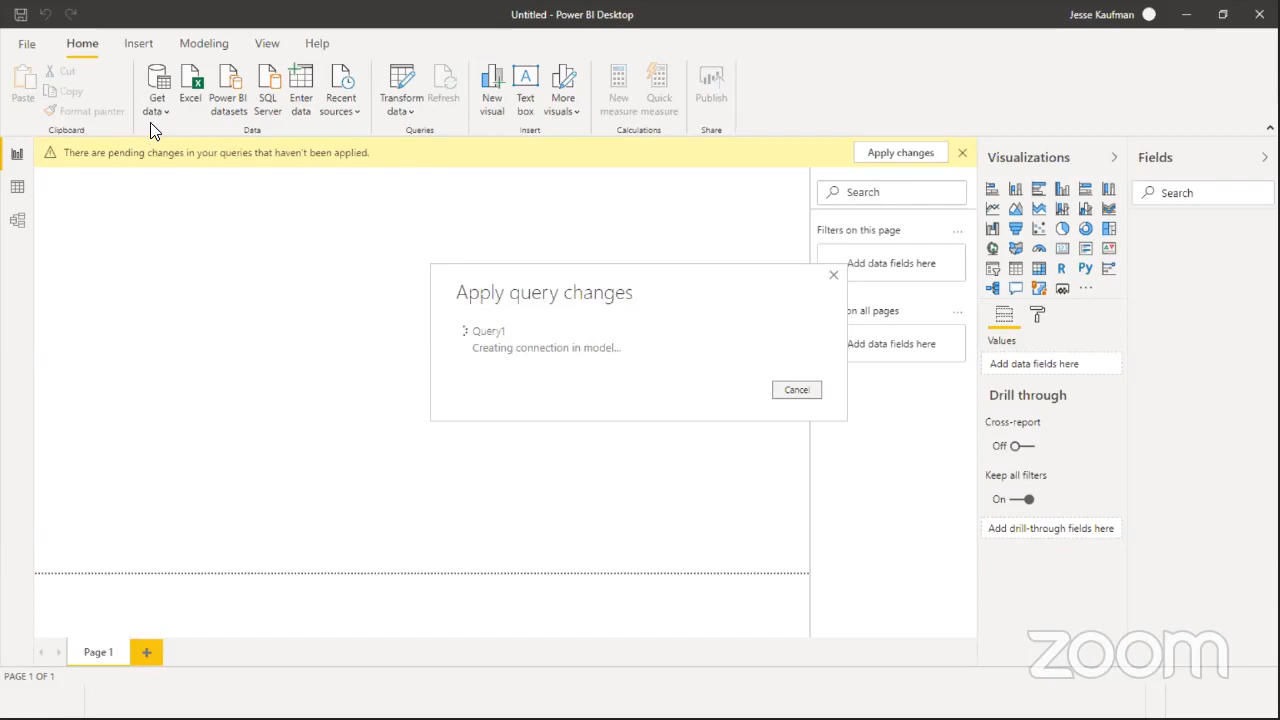 Untitled - Power BI Desktop
Jesse Kaufman
File Home Insert Modeling View Help
Paste
Cut
Copy
Format painter
Clipboard
Get data
Excel
Power BI datasets
SQL Server
Enter data
Recent sources
Data
Transform data
Refresh
Queries
New visual
Text box
More visuals
Insert
New measure
Quick measure
Calculations
Publish
Share
There are pending changes in your queries that haven't been applied.
Apply changes
Search
Filters on this page
...
Add data fields here
on all pages
...
Add data fields here
Apply query changes
Query1
Creating connection in model...
Cancel
Visualizations
R
Py
...
Values
Add data fields here
Drill through
Cross-report
Off
Keep all filters
On
Add drill-through fields here
Fields
Search
Page 1
PAGE 1 OF 1
zoom